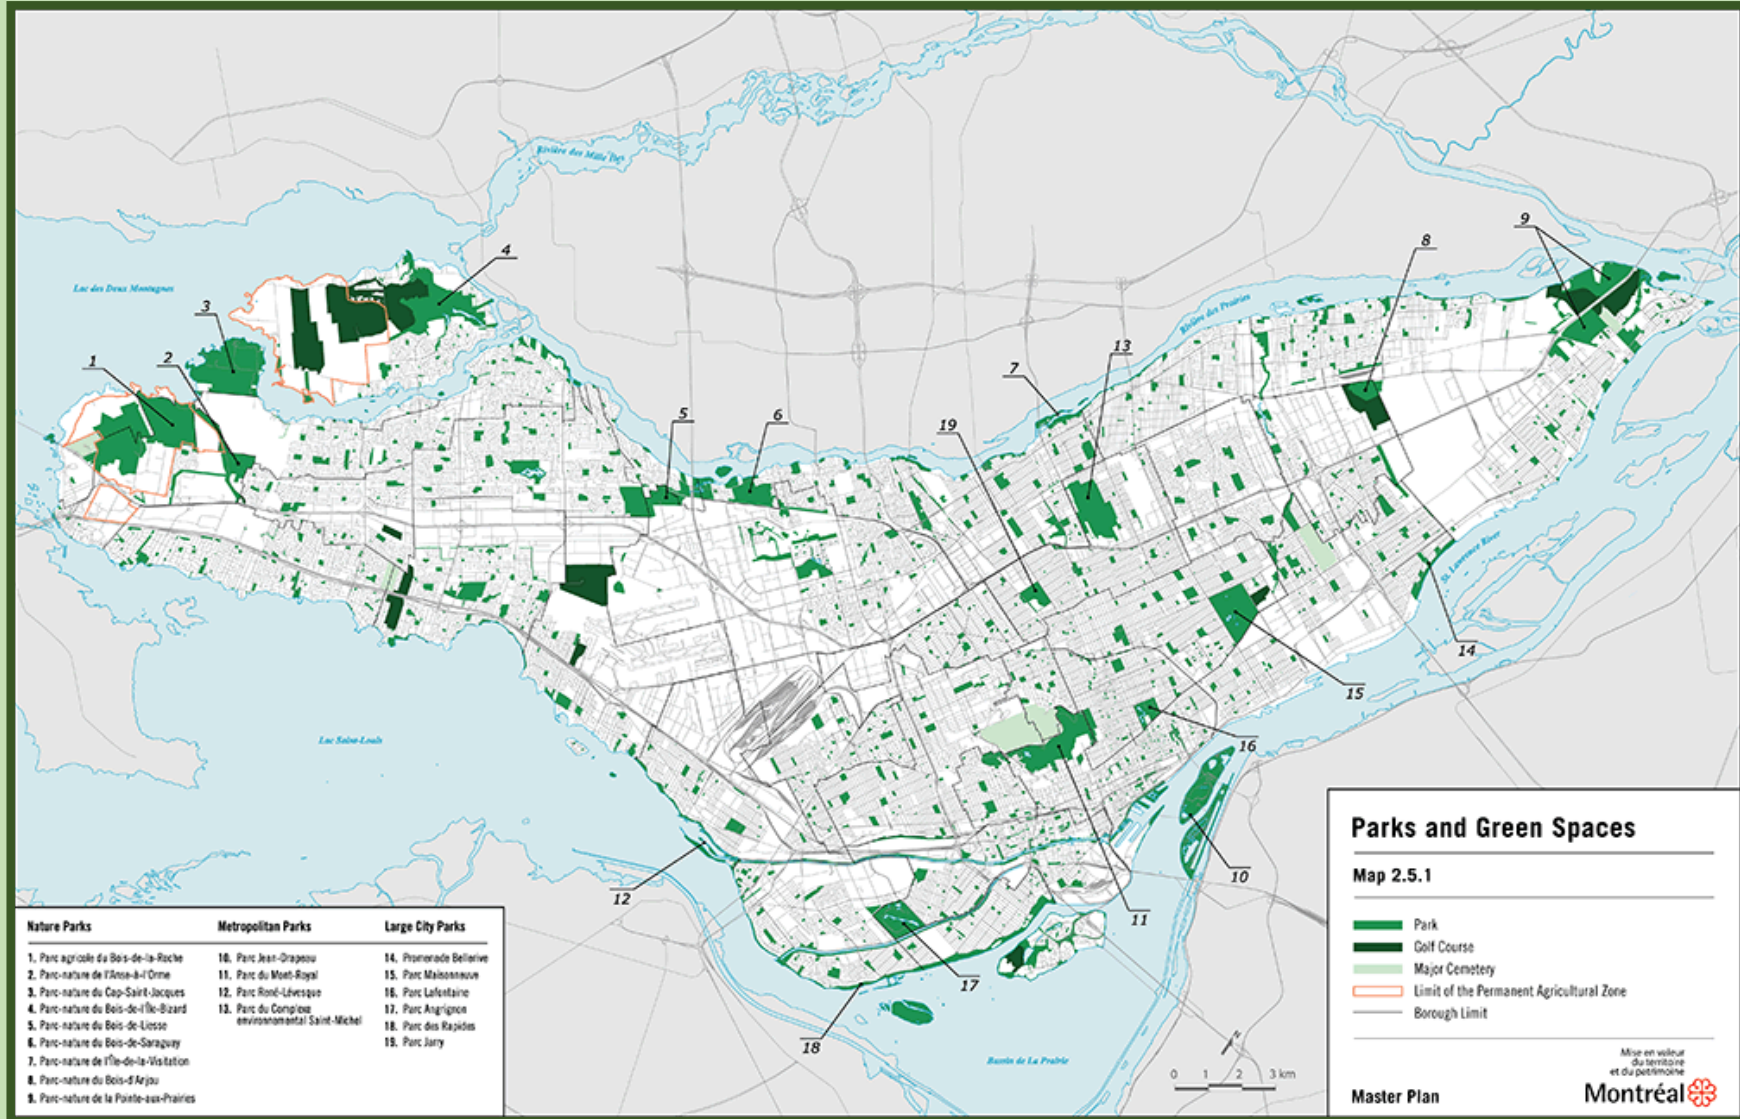 Rivière des Mille Îles
Lac des Deux Montagnes
Rivière des Prairies
St. Lawrence River
Lac Saint-Louis
Bassin de La Prairie
1
2
3
4
5
6
7
8
9
10
11
12
13
14
15
16
17
18
19
Nature Parks
1. Parc agricole du Bois-de-la-Roche
2. Parc-nature de l'Anse-à-l'Orme
3. Parc-nature du Cap-Saint-Jacques
4. Parc-nature du Bois-de-l'Île-Bizard
5. Parc-nature du Bois-de-Liesse
6. Parc-nature du Bois-de-Saraguay
7. Parc-nature de l'Île-de-la-Visitation
8. Parc-nature du Bois-d'Anjou
9. Parc-nature de la Pointe-aux-Prairies
Metropolitan Parks
10. Parc Jean-Drapeau
11. Parc du Mont-Royal
12. Parc René-Lévesque
13. Parc du Complexe
environnemental Saint-Michel
Large City Parks
14. Promenade Bellerive
15. Parc Maisonneuve
16. Parc Lafontaine
17. Parc Angrignon
18. Parc des Rapides
19. Parc Jarry
N
0 1 2 3 km
Parks and Green Spaces
Map 2.5.1
Park
Golf Course
Major Cemetery
Limit of the Permanent Agricultural Zone
Borough Limit
Master Plan
Mise en valeur
du territoire
et du patrimoine
Montréal